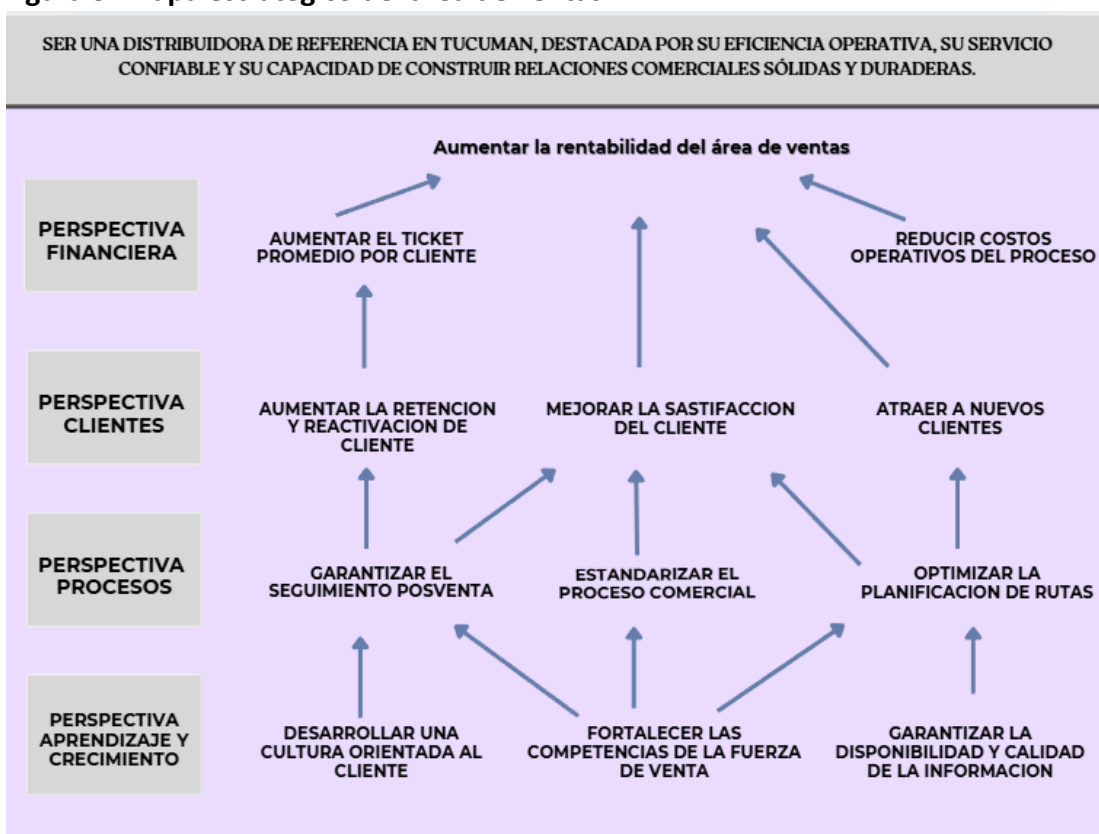 SER UNA DISTRIBUIDORA DE REFERENCIA EN TUCUMAN, DESTACADA POR SU EFICIENCIA OPERATIVA, SU SERVICIO
CONFIABLE Y SU CAPACIDAD DE CONSTRUIR RELACIONES COMERCIALES SÓLIDAS Y DURADERAS.
Aumentar la rentabilidad del área de ventas
PERSPECTIVA
FINANCIERA
AUMENTAR EL TICKET
PROMEDIO POR CLIENTE
REDUCIR COSTOS
OPERATIVOS DEL PROCESO
PERSPECTIVA
CLIENTES
AUMENTAR LA RETENCION
Y REACTIVACION DE
CLIENTE
MEJORAR LA SASTIFACCION
DEL CLIENTE
ATRAER A NUEVOS
CLIENTES
PERSPECTIVA
PROCESOS
GARANTIZAR EL
SEGUIMIENTO POSVENTA
ESTANDARIZAR EL
PROCESO COMERCIAL
OPTIMIZAR LA
PLANIFICACION DE RUTAS
PERSPECTIVA
APRENDIZAJE Y
CRECIMIENTO
DESARROLLAR UNA
CULTURA ORIENTADA AL
CLIENTE
FORTALECER LAS
COMPETENCIAS DE LA FUERZA
DE VENTA
GARANTIZAR LA
DISPONIBILIDAD Y CALIDAD
DE LA INFORMACION